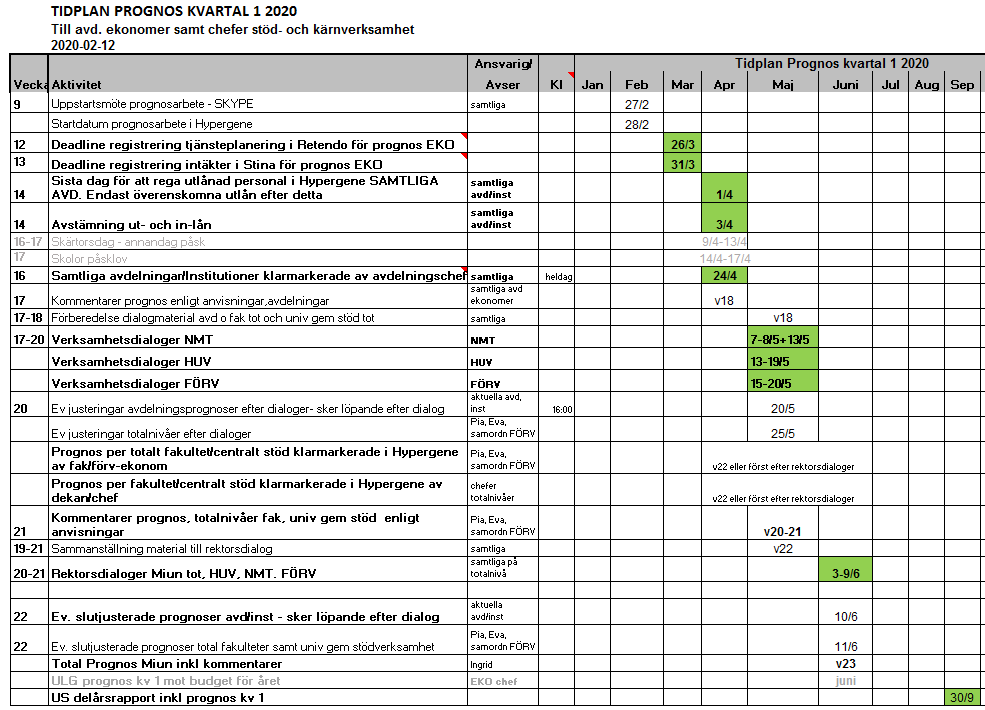 TIDPLAN PROGNOS KVARTAL 1 2020
Till avd. ekonomer samt chefer stöd- och kärnverksamhet
2020-02-12
Ansvarig/ Tidplan Prognos kvartal 1 2020
Vecka Aktivitet Avser Kl Jan Feb Mar Apr Maj Juni Jul Aug Sep
9 Uppstartsmöte prognosarbete - SKYPE samtliga 27/2
Startdatum prognosarbete i Hypergene 28/2
12 Deadline registrering tjänsteplanering i Retendo för prognos EKO 26/3
13 Deadline registrering intäkter i Stina för prognos EKO 31/3
Sista dag för att rega utlånad personal i Hypergene SAMTLIGA samtliga
14 AVD. Endast överenskomna utlån efter detta avd/inst 1/4
samtliga
14 Avstämning ut- och in-lån avd/inst 3/4
16-17 Skärtorsdag - annandag påsk 9/4-13/4
17 Skolor påsklov 14/4-17/4
16 Samtliga avdelningar/Institutioner klarmarkerade av avdelningschef samtliga heldag 24/4
samtliga avd
17 Kommentarer prognos enligt anvisningar,avdelningar ekonomer v18
17-18 Förberedelse dialogmaterial avd o fak tot och univ gem stöd tot samtliga v18
17-20 Verksamhetsdialoger NMT NMT 7-8/5+13/5
Verksamhetsdialoger HUV HUV 13-19/5
Verksamhetsdialoger FÖRV FÖRV 15-20/5
aktuella avd,
20 Ev justeringar avdelningsprognoser efter dialoger- sker löpande efter dialog inst 16:00 20/5
Pia, Eva,
Ev justeringar totalnivåer efter dialoger samordn FÖRV 25/5
Prognos per totalt fakultet/centralt stöd klarmarkerade i Hypergene Pia, Eva,
av fak/förv-ekonom samordn FÖRV v22 eller först efter rektorsdialoger
Prognos per fakultet/centralt stöd klarmarkerade i Hypergene av chefer
dekan/chef totalnivåer v22 eller först efter rektorsdialoger
Kommentarer prognos, totalnivåer fak, univ gem stöd enligt Pia, Eva,
21 anvisningar samordn FÖRV v20-21
19-21 Sammanställning material till rektorsdialog samtliga v22
samtliga på
20-21 Rektorsdialoger Miun tot, HUV, NMT. FÖRV totalnivå 3-9/6
aktuella
22 Ev. slutjusterade prognoser avd/inst - sker löpande efter dialog avd/inst 10/6
Pia, Eva,
22 Ev. slutjusterade prognoser total fakulteter samt univ gem stödverksamhet samordn FÖRV 11/6
Total Prognos Miun inkl kommentarer Ingrid v23
ULG prognos kv 1 mot budget för året EKO chef juni
US delårsrapport inkl prognos kv 1 30/9